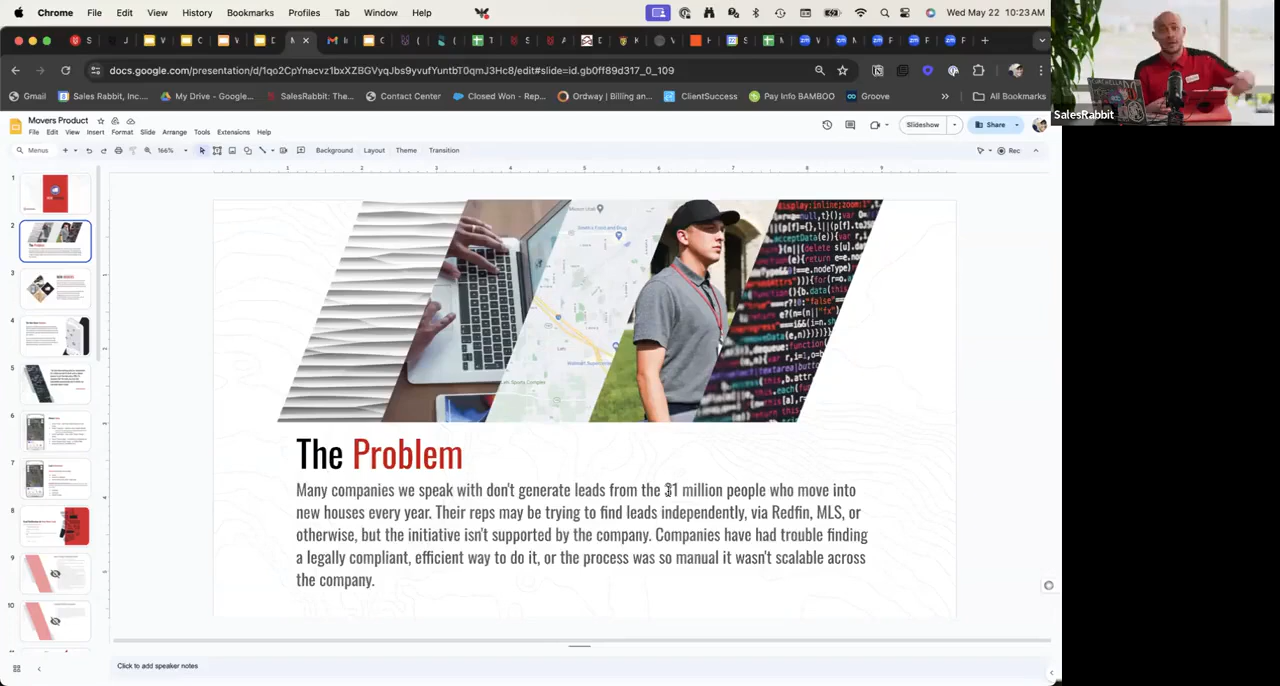 Chrome File Edit View History Bookmarks Profiles Tab Window Help
Wed May 22 10:23 AM
docs.google.com/presentation/d/1qo2CpYnacvz1bxXZBGVyqJbs9yvufYuntbT0qmJ3Hc8/edit#slide=id.gb0ff89d317_0_109
Gmail Sales Rabbit, Inc.... My Drive - Google... SalesRabbit: The... Contact Center Closed Won - Rep... Ordway | Billing an... ClientSuccess Pay Info BAMBOO Groove » All Bookmarks
SalesRabbit
Movers Product
File Edit View Insert Format Slide Arrange Tools Extensions Help
Slideshow Share
Menus 166% Background Layout Theme Transition Rec
The Problem
Many companies we speak with don't generate leads from the 31 million people who move into
new houses every year. Their reps may be trying to find leads independently, via Redfin, MLS, or
otherwise, but the initiative isn't supported by the company. Companies have had trouble finding
a legally compliant, efficient way to do it, or the process was so manual it wasn't scalable across
the company.
Click to add speaker notes